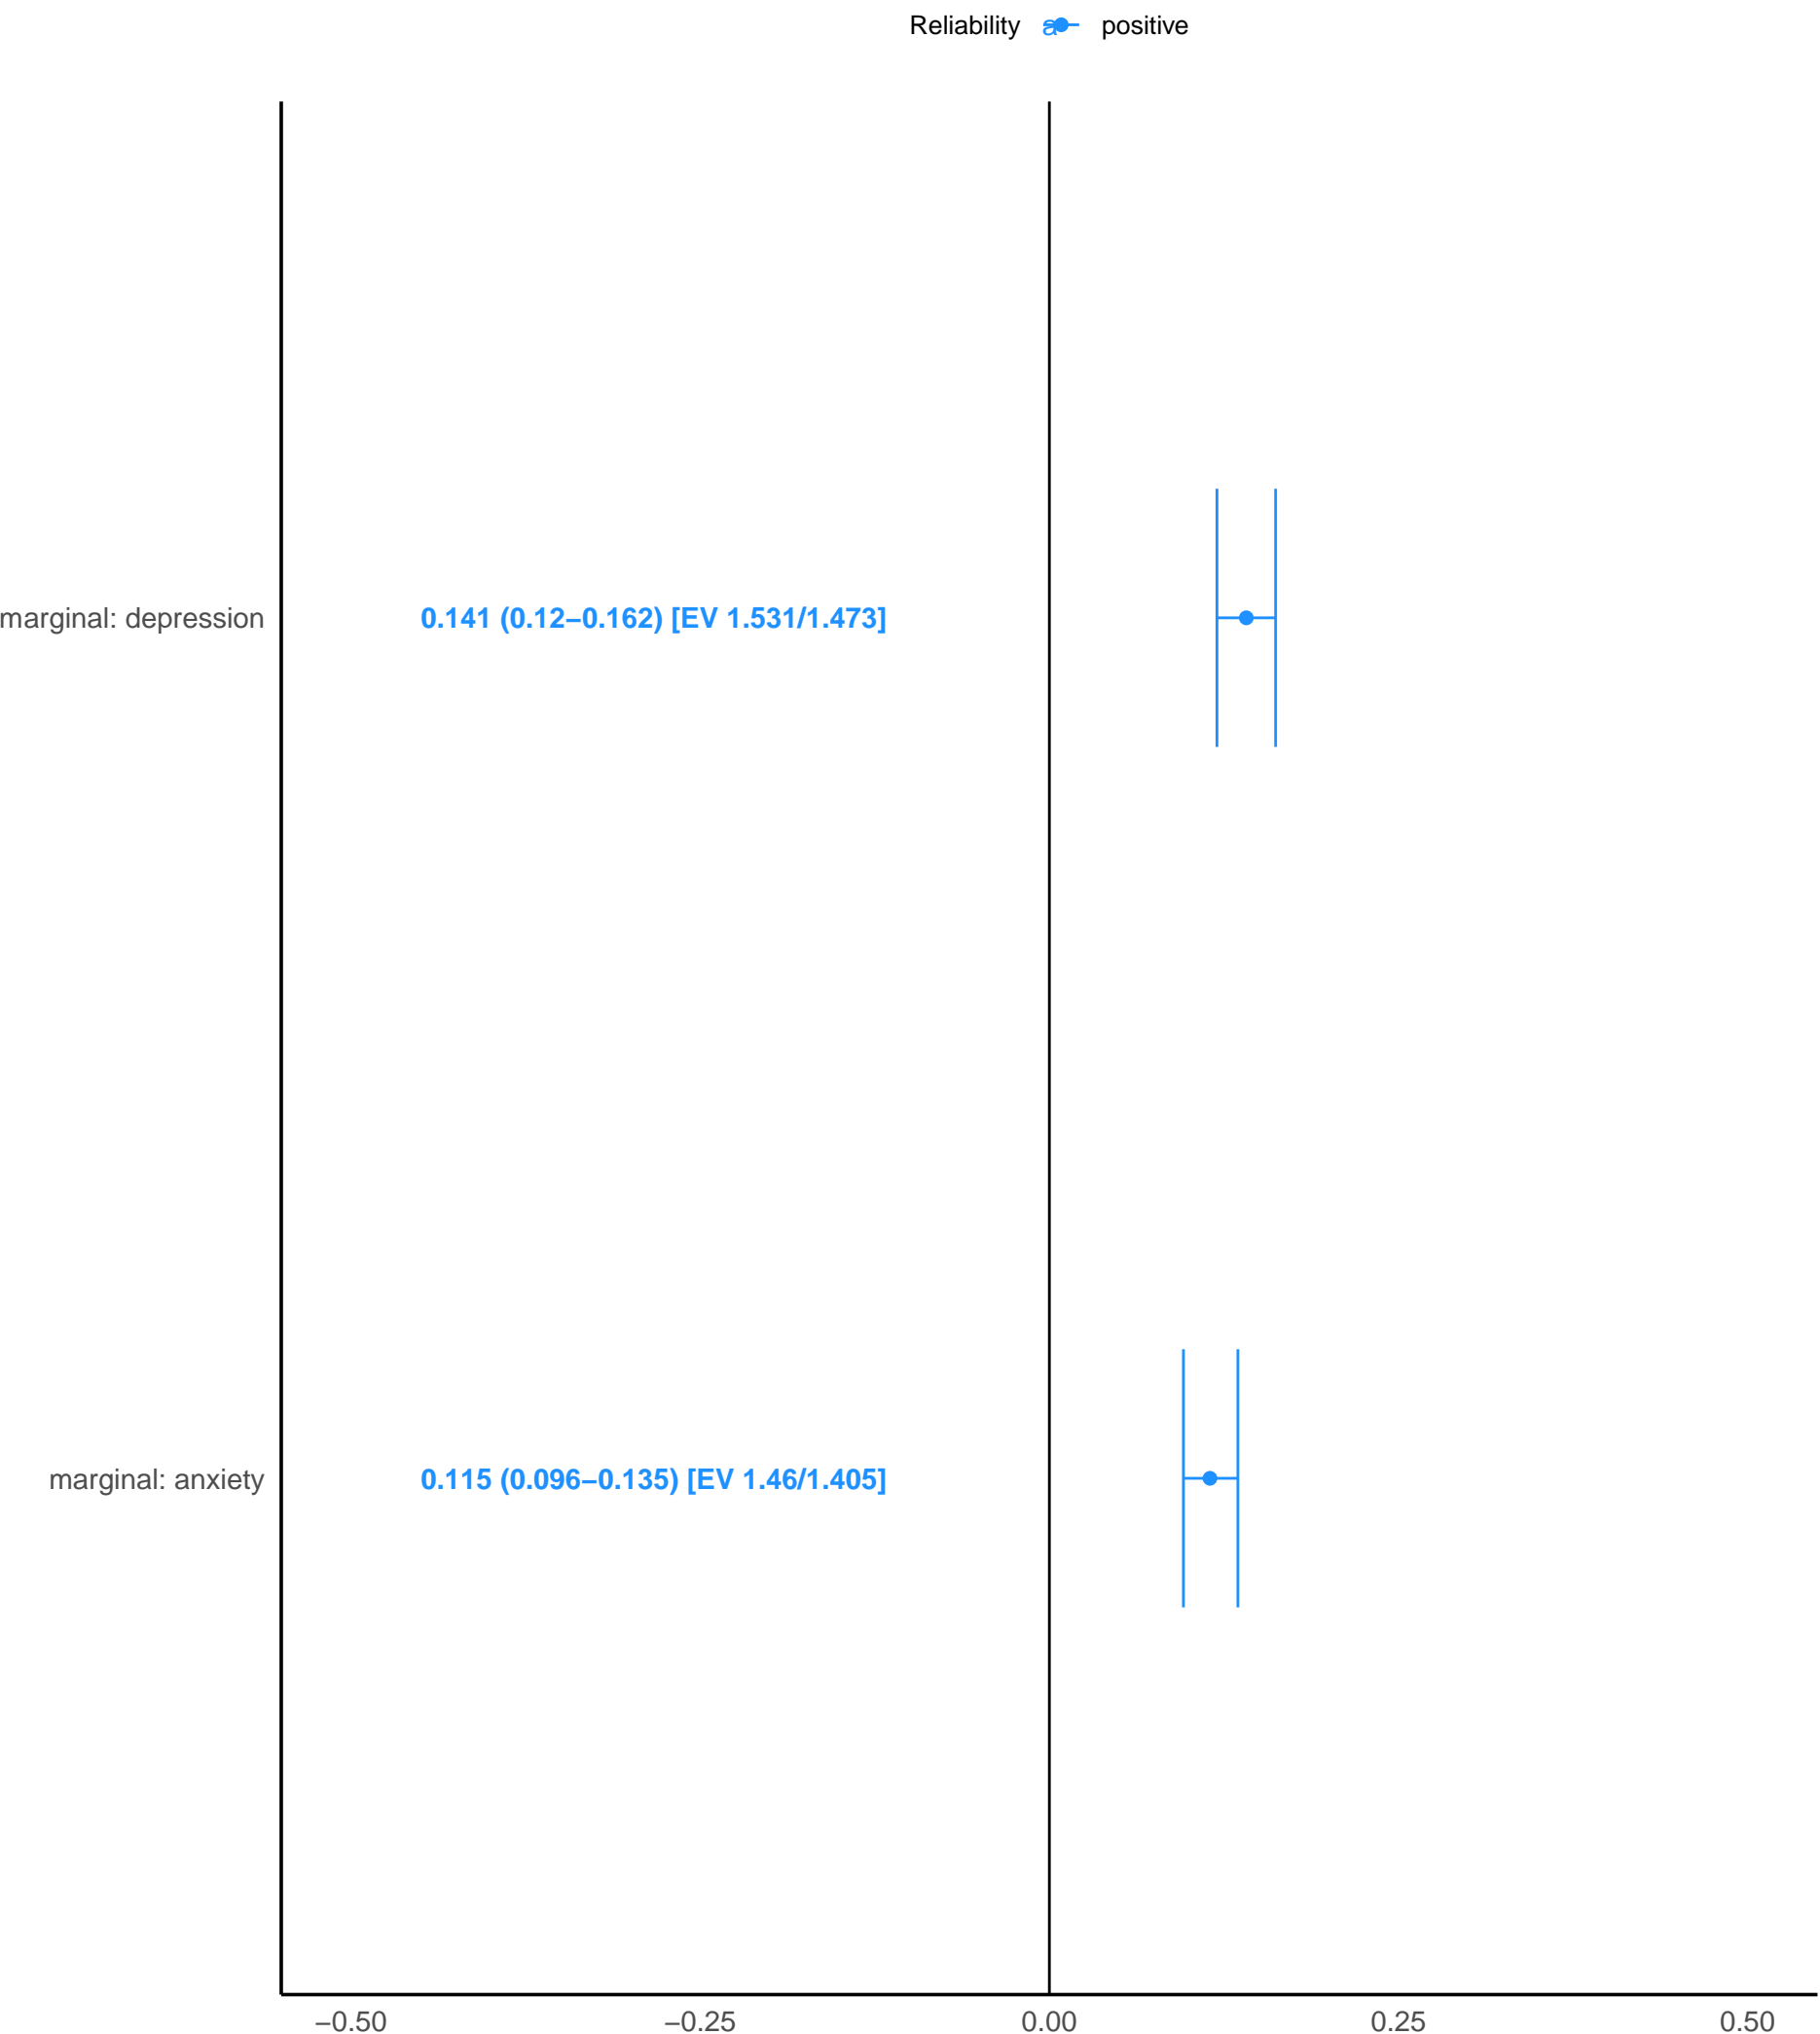 Reliability a positive
marginal: depression 0.141 (0.12−0.162) [EV 1.531/1.473]
marginal: anxiety 0.115 (0.096−0.135) [EV 1.46/1.405]
−0.50 −0.25 0.00 0.25 0.50